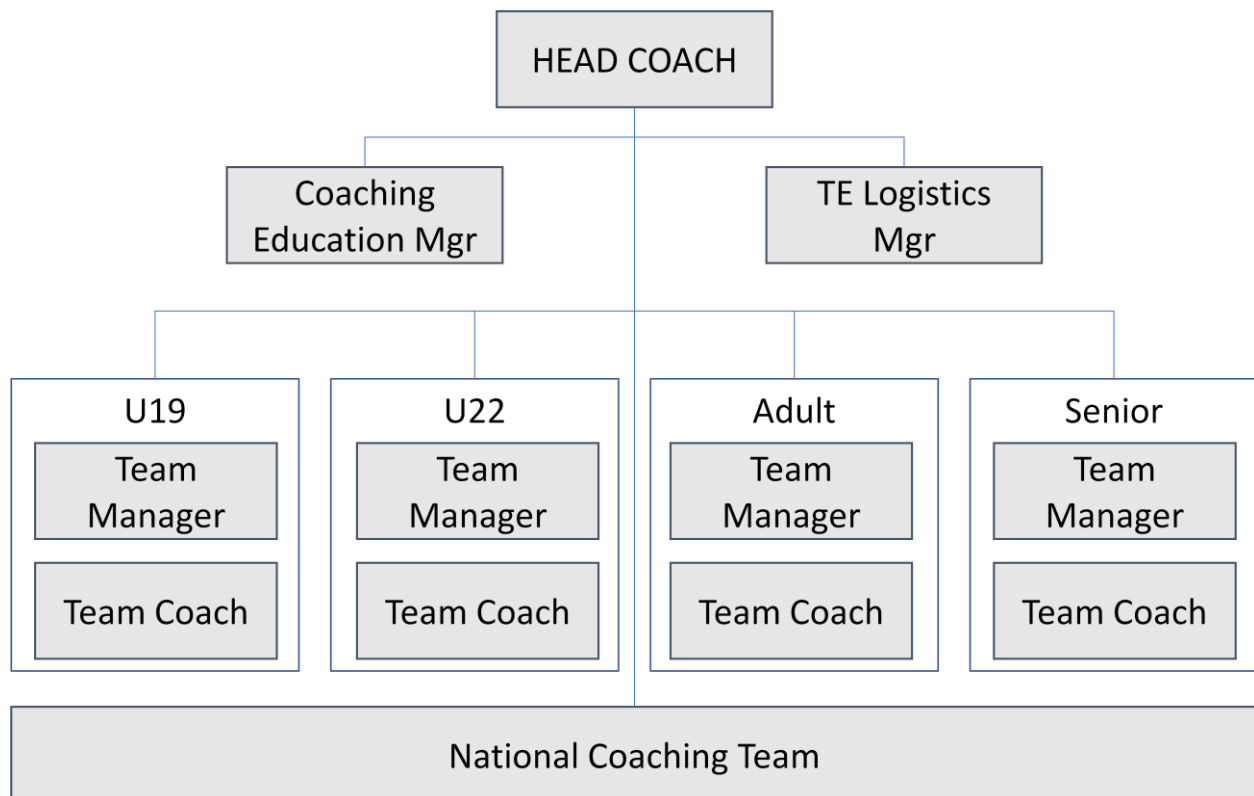 HEAD COACH
Coaching
Education Mgr
TE Logistics
Mgr
U19
Team
Manager
Team Coach
U22
Team
Manager
Team Coach
Adult
Team
Manager
Team Coach
Senior
Team
Manager
Team Coach
National Coaching Team